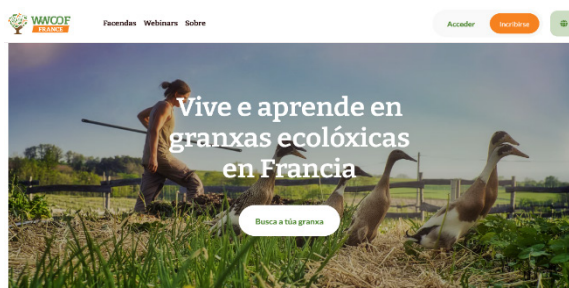 WWOOF
FRANCE
Facendas Webinars Sobre
Acceder
Inscribirse
Vive e aprende en
granxas ecolóxicas
en Francia
Busca a túa granxa